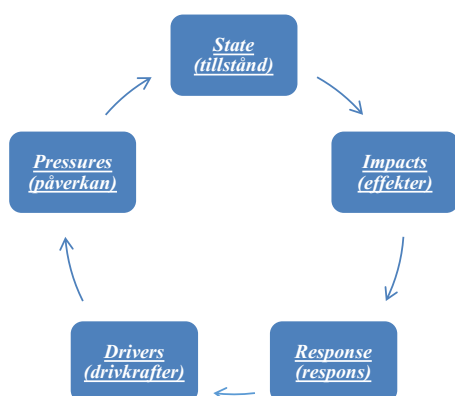 State
(tillstånd)
Pressures
(påverkan)
Impacts
(effekter)
Drivers
(drivkrafter)
Response
(respons)